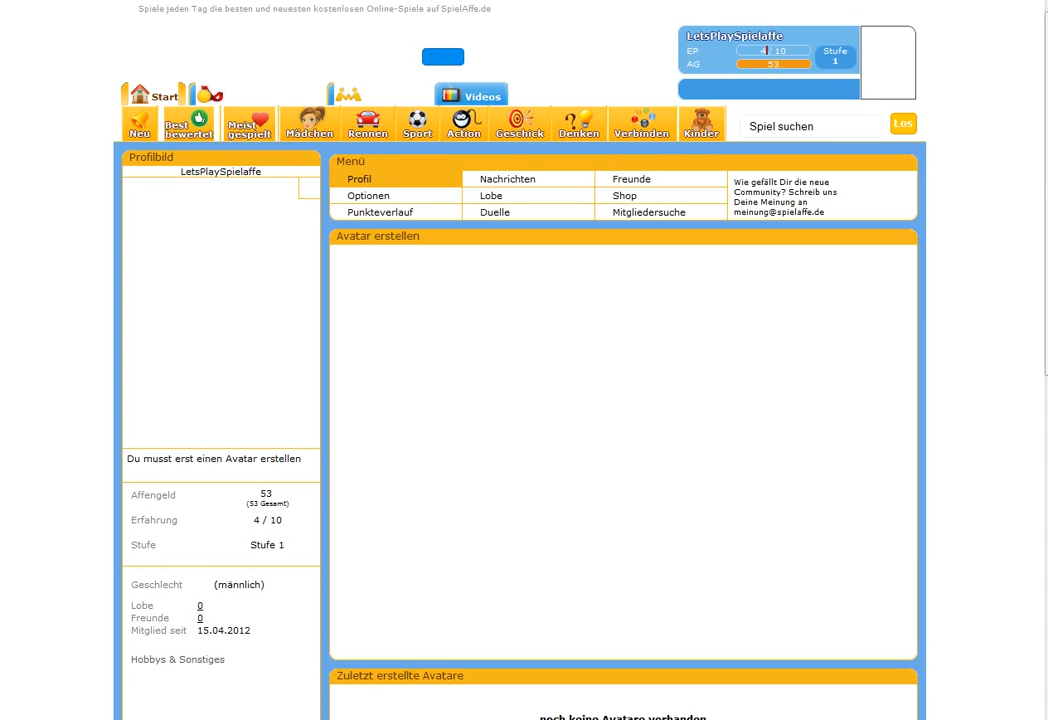 Spiele jeden Tag die besten und neuesten kostenlosen Online-Spiele auf SpielAffe.de
LetsPlaySpielaffe
EP 4 / 10
AG 53
Stufe
1
Start
Videos
Neu
Best bewertet
Meist gespielt
Mädchen
Rennen
Sport
Action
Geschick
Denken
Verbinden
Kinder
Spiel suchen
Los
Profilbild
LetsPlaySpielaffe
Du musst erst einen Avatar erstellen
Affengeld 53
(53 Gesamt)
Erfahrung 4 / 10
Stufe Stufe 1
Geschlecht (männlich)
Lobe 0
Freunde 0
Mitglied seit 15.04.2012
Hobbys & Sonstiges
Menü
Profil Nachrichten Freunde
Optionen Lobe Shop
Punkteverlauf Duelle Mitgliedersuche
Wie gefällt Dir die neue
Community? Schreib uns
Deine Meinung an
meinung@spielaffe.de
Avatar erstellen
Zuletzt erstellte Avatare
noch keine Avatare vorhanden